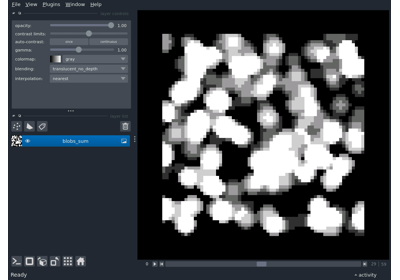 File View Plugins Window Help
opacity: 1.00
contrast limits:
auto-contrast: once continuous
gamma: 1.00
colormap: gray
blending: translucent_no_depth
interpolation: nearest
blobs_sum
Ready
activity